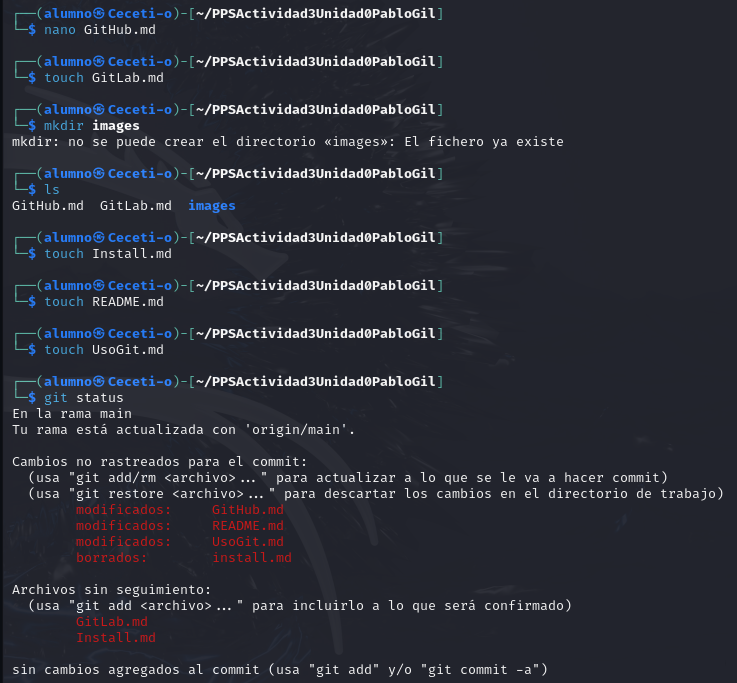 ┌──(alumno㉿Ceceti-o)-[~/PPSActividad3Unidad0PabloGil]
└─$ nano GitHub.md
┌──(alumno㉿Ceceti-o)-[~/PPSActividad3Unidad0PabloGil]
└─$ touch GitLab.md
┌──(alumno㉿Ceceti-o)-[~/PPSActividad3Unidad0PabloGil]
└─$ mkdir images
mkdir: no se puede crear el directorio «images»: El fichero ya existe
┌──(alumno㉿Ceceti-o)-[~/PPSActividad3Unidad0PabloGil]
└─$ ls
GitHub.md  GitLab.md  images
┌──(alumno㉿Ceceti-o)-[~/PPSActividad3Unidad0PabloGil]
└─$ touch Install.md
┌──(alumno㉿Ceceti-o)-[~/PPSActividad3Unidad0PabloGil]
└─$ touch README.md
┌──(alumno㉿Ceceti-o)-[~/PPSActividad3Unidad0PabloGil]
└─$ touch UsoGit.md
┌──(alumno㉿Ceceti-o)-[~/PPSActividad3Unidad0PabloGil]
└─$ git status
En la rama main
Tu rama está actualizada con 'origin/main'.
Cambios no rastreados para el commit:
  (usa "git add/rm <archivo>..." para actualizar a lo que se le va a hacer commit)
  (usa "git restore <archivo>..." para descartar los cambios en el directorio de trabajo)
        modificados:     GitHub.md
        modificados:     README.md
        modificados:     UsoGit.md
        borrados:        install.md
Archivos sin seguimiento:
  (usa "git add <archivo>..." para incluirlo a lo que será confirmado)
        GitLab.md
        Install.md
sin cambios agregados al commit (usa "git add" y/o "git commit -a")